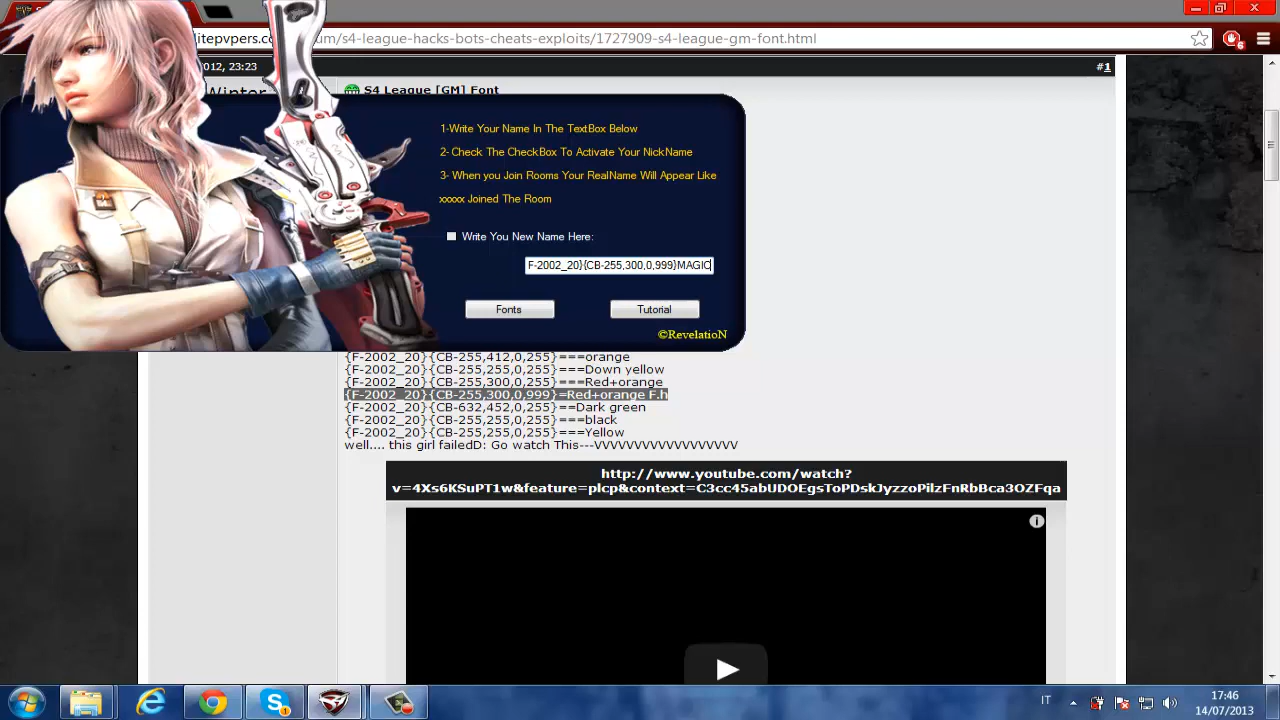 litepvpers.c
um/s4-league-hacks-bots-cheats-exploits/1727909-s4-league-gm-font.html
6
012, 23:23
#1
Winter
S4 League [GM] Font
1-Write Your Name In The TextBox Below
2- Check The CheckBox To Activate Your NickName
3- When you Join Rooms Your RealName Will Appear Like
xxxxx Joined The Room
Write You New Name Here:
F-2002_20}{CB-255,300,0,999}MAGIC
Fonts
Tutorial
©RevelatioN
{F-2002_20}{CB-255,412,0,255}===orange
{F-2002_20}{CB-255,255,0,255}===Down yellow
{F-2002_20}{CB-255,300,0,255}===Red+orange
{F-2002_20}{CB-255,300,0,999}=Red+orange F.h
{F-2002_20}{CB-632,452,0,255}==Dark green
{F-2002_20}{CB-255,255,0,255}===black
{F-2002_20}{CB-255,255,0,255}===Yellow
well.... this girl failedD: Go watch This---VVVVVVVVVVVVVVVVVV
http://www.youtube.com/watch?
v=4Xs6KSuPT1w&feature=plcp&context=C3cc45abUDOEgsToPDskJyzzoPilzFnRbBca3OZFqa
IT
17:46
14/07/2013